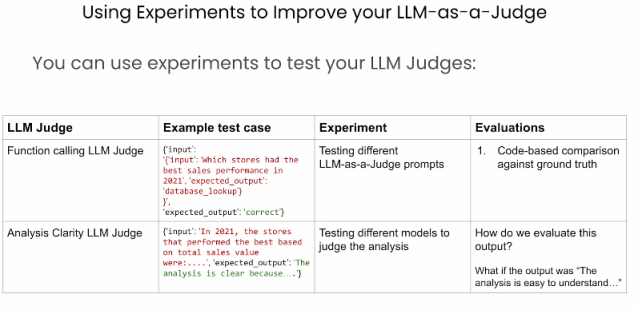 Using Experiments to Improve your LLM-as-a-Judge
You can use experiments to test your LLM Judges:
LLM Judge
Example test case
Experiment
Evaluations
Function calling LLM Judge
{'input':
'{'input': 'Which stores had the
best sales performance in
2021', 'expected_output':
'database_lookup'}
}',
'expected_output': 'correct'}
Testing different
LLM-as-a-Judge prompts
1. Code-based comparison
against ground truth
Analysis Clarity LLM Judge
{'input': 'In 2021, the stores
that performed the best based
on total sales value
were:....', 'expected_output': 'The
analysis is clear because....'}
Testing different models to
judge the analysis
How do we evaluate this
output?
What if the output was “The
analysis is easy to understand…”